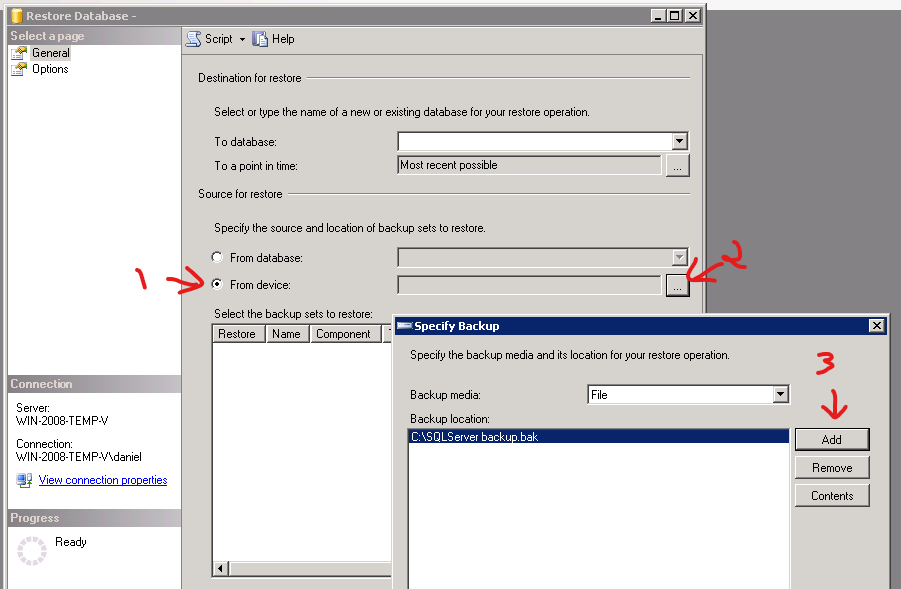 Restore Database -
Select a page
General
Options
Script
Help
Destination for restore
Select or type the name of a new or existing database for your restore operation.
To database:
To a point in time:
Most recent possible
...
Source for restore
Specify the source and location of backup sets to restore.
From database:
1
From device:
...
2
Select the backup sets to restore:
Restore Name Component
Connection
Server:
WIN-2008-TEMP-V
Connection:
WIN-2008-TEMP-V\daniel
View connection properties
Progress
Ready
Specify Backup
Specify the backup media and its location for your restore operation.
Backup media:
File
Backup location:
C:\SQLServer backup.bak
3
Add
Remove
Contents